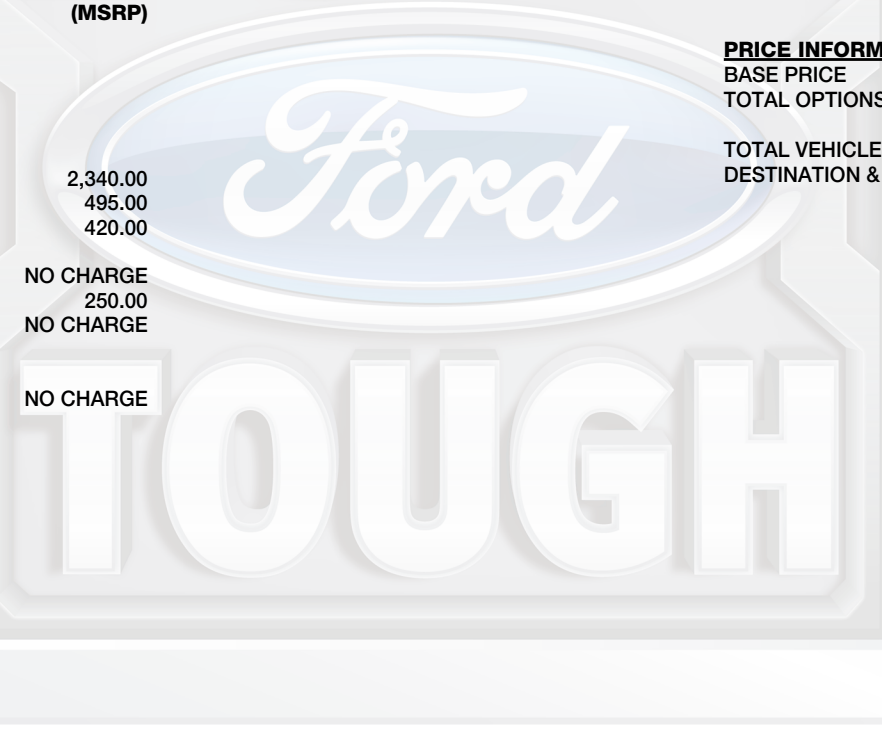 (MSRP)
2,340.00
495.00
420.00
NO CHARGE
250.00
NO CHARGE
NO CHARGE
PRICE INFORM
BASE PRICE
TOTAL OPTIONS
TOTAL VEHICLE
DESTINATION &
Ford
TOUGH